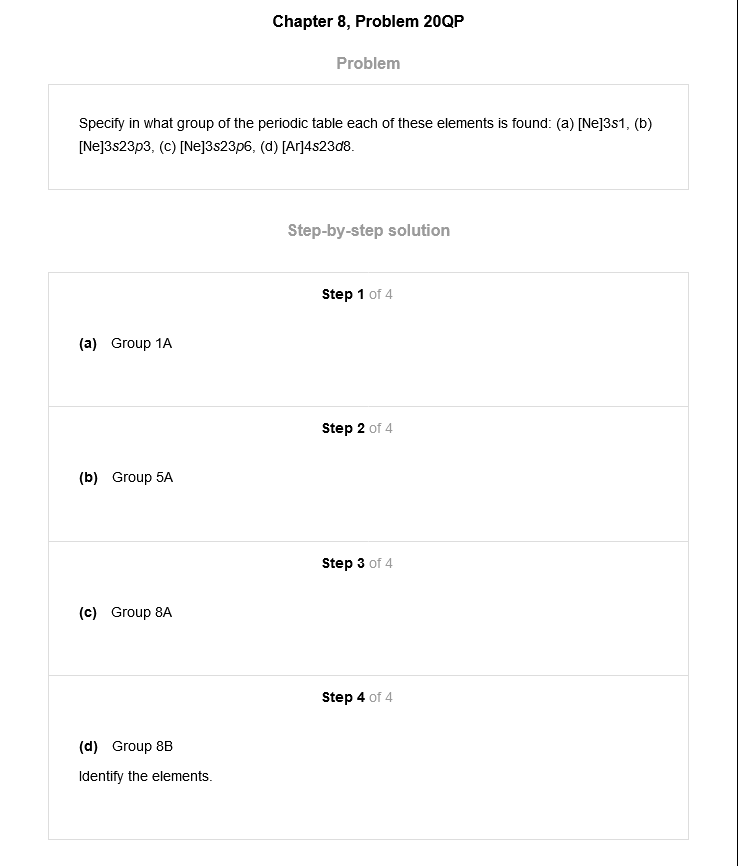 Chapter 8, Problem 20QP
Problem
Specify in what group of the periodic table each of these elements is found: (a) [Ne]3s1, (b)
[Ne]3s23p3, (c) [Ne]3s23p6, (d) [Ar]4s23d8.
Step-by-step solution
Step 1 of 4
(a) Group 1A
Step 2 of 4
(b) Group 5A
Step 3 of 4
(c) Group 8A
Step 4 of 4
(d) Group 8B
Identify the elements.